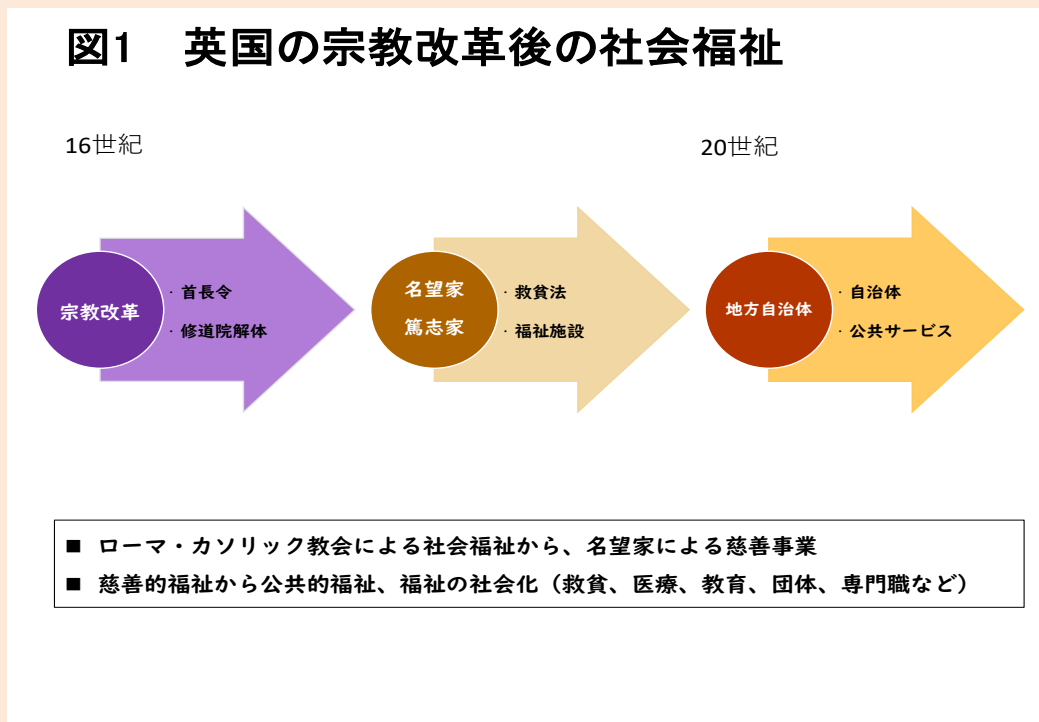 図1　英国の宗教改革後の社会福祉
16世紀
20世紀
宗教改革
・首長令
・修道院解体
名望家
篤志家
・救貧法
・福祉施設
地方自治体
・自治体
・公共サービス
■ ローマ・カソリック教会による社会福祉から、名望家による慈善事業
■ 慈善的福祉から公共的福祉、福祉の社会化（救貧、医療、教育、団体、専門職など）